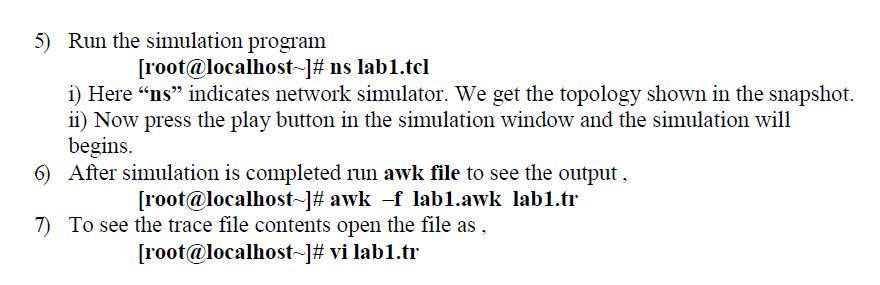 5) Run the simulation program
[root@localhost~]# ns lab1.tcl
i) Here “ns” indicates network simulator. We get the topology shown in the snapshot.
ii) Now press the play button in the simulation window and the simulation will
begins.
6) After simulation is completed run awk file to see the output ,
[root@localhost~]# awk –f lab1.awk lab1.tr
7) To see the trace file contents open the file as ,
[root@localhost~]# vi lab1.tr